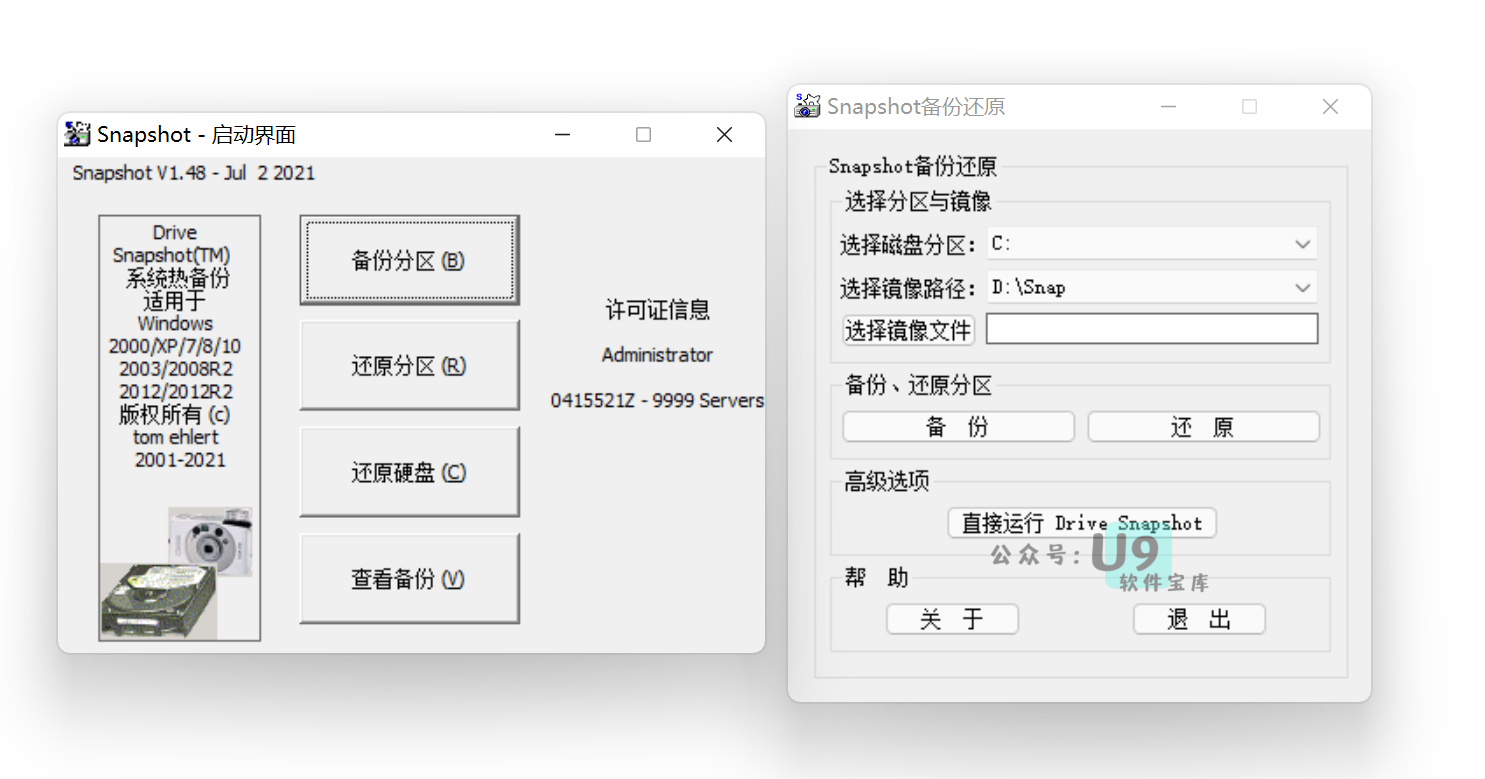 Snapshot - 启动界面
Snapshot V1.48 - Jul 2 2021
Drive
Snapshot(TM)
系统热备份
适用于
Windows
2000/XP/7/8/10
2003/2008R2
2012/2012R2
版权所有 (c)
tom ehlert
2001-2021
备份分区 (B)
还原分区 (R)
还原硬盘 (C)
查看备份 (V)
许可证信息
Administrator
0415521Z - 9999 Servers
Snapshot备份还原
Snapshot备份还原
选择分区与镜像
选择磁盘分区： C:
选择镜像路径： D:\Snap
选择镜像文件
备份、还原分区
备 份 还 原
高级选项
直接运行 Drive Snapshot
公众号: U9
软件宝库
帮 助
关 于 退 出